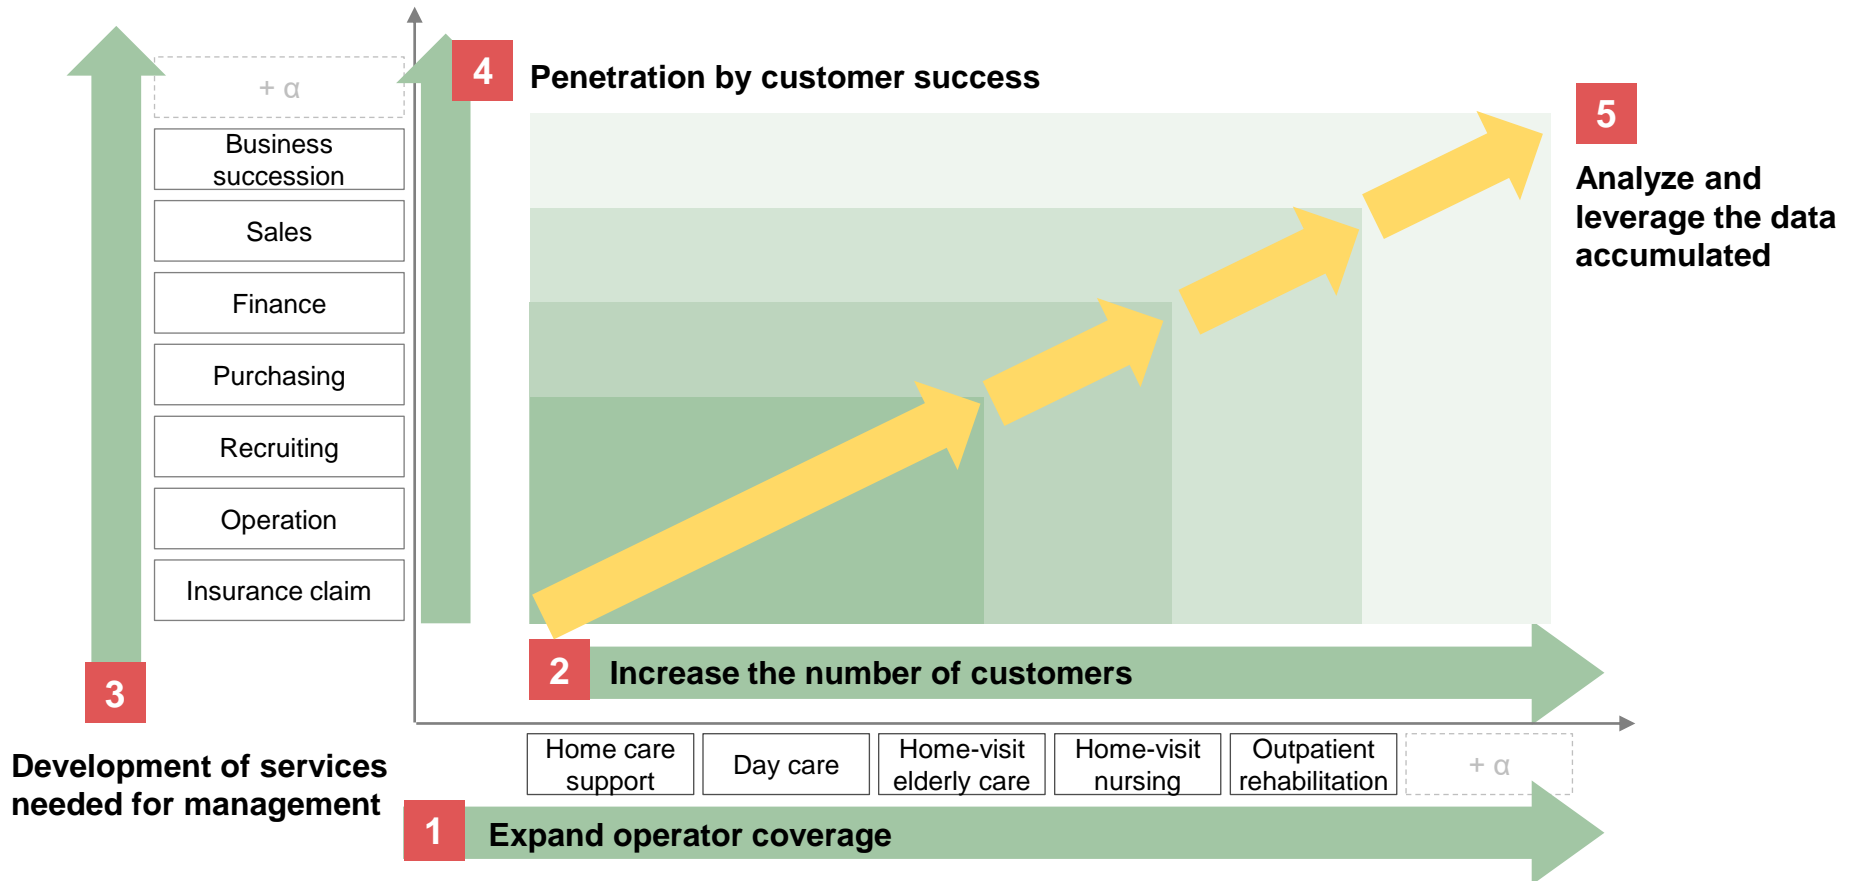 4
Penetration by customer success
5
Analyze and
leverage the data
accumulated
+ α
Business
succession
Sales
Finance
Purchasing
Recruiting
Operation
Insurance claim
3
Development of services
needed for management
2
Increase the number of customers
Home care
support
Day care
Home-visit
elderly care
Home-visit
nursing
Outpatient
rehabilitation
+ α
1
Expand operator coverage